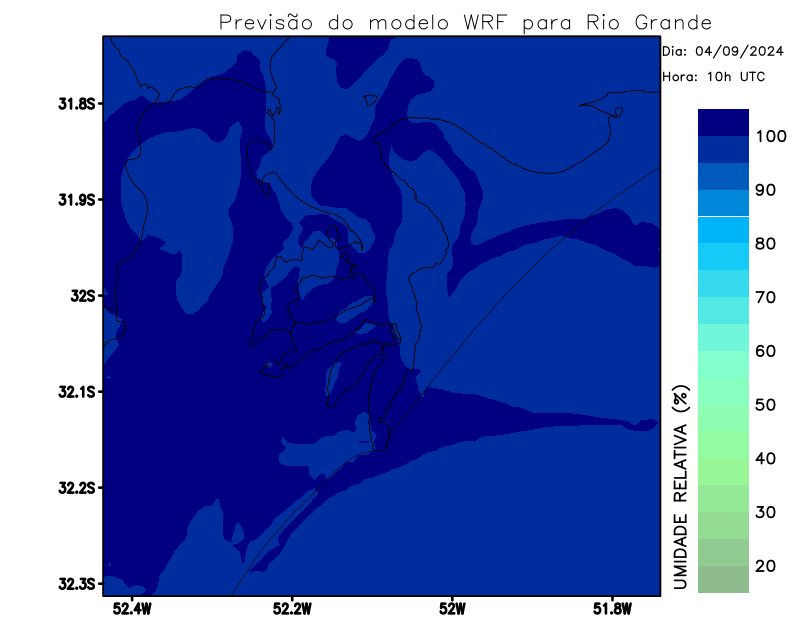 Previsão do modelo WRF para Rio Grande
Dia: 04/09/2024
Hora: 10h UTC
31.8S
31.9S
32S
32.1S
32.2S
32.3S
52.4W
52.2W
52W
51.8W
100
90
80
70
60
50
40
30
20
UMIDADE RELATIVA (%)